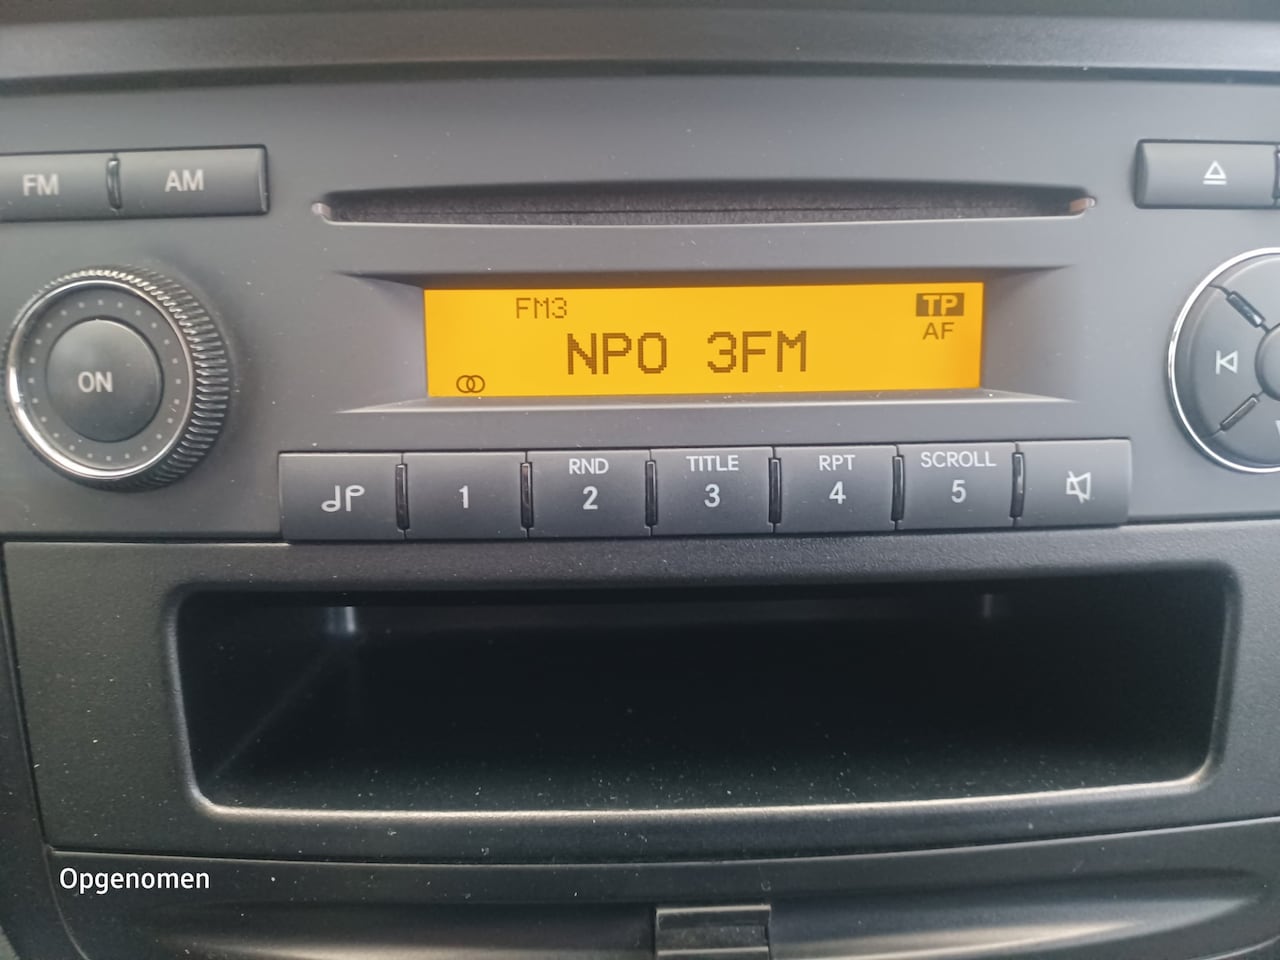 FM AM
FM3 TP
AF
NPO 3FM
ON
RND TITLE RPT SCROLL
1 2 3 4 5
Opgenomen